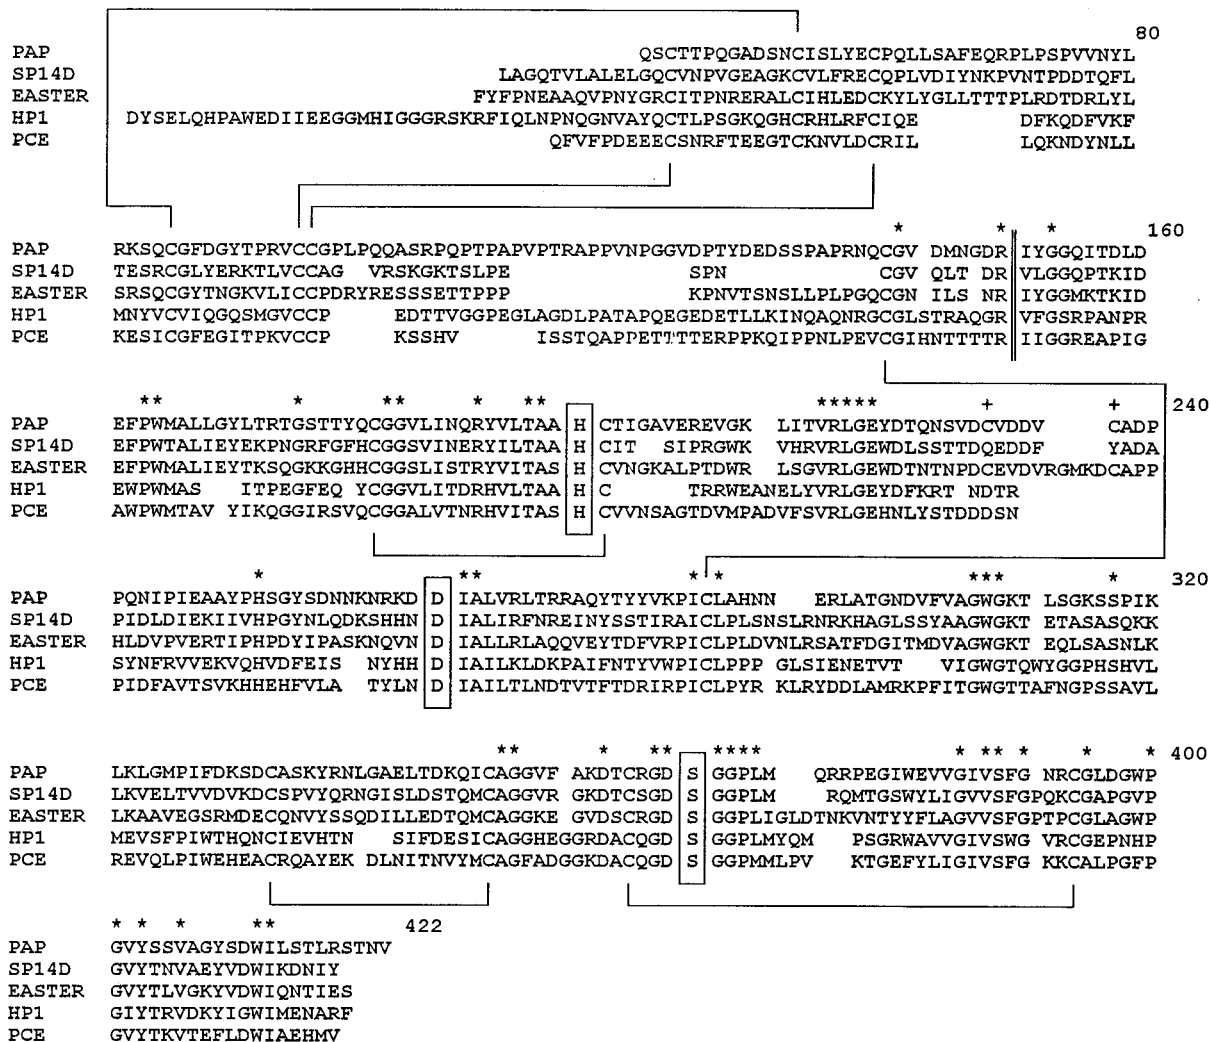 80
PAP QSCTTPQGADSNCISLYECPQLLSAFEQRPLPSPVVNYL
SP14D LAGQTVLALELGQCVNPVGEAGKCVLFRECQPLVDIYNKPVNTPDDTQFL
EASTER FYFPNEAAQVPNYGRCITPNRERALCIHLEDCKYLYGLLTTTPLRDTDRLYL
HP1 DYSELQHPAWEDIIEEGGMHIGGGRSKRFIQLNPNQGNVAYQCTLPSGKQGHCRHLRFCIQE DFKQDFVKF
PCE QFVFPDEEECSNRFTEEGTCKNVLDCRIL LQKNDYNLL
* * * 160
PAP RKSQCGFDGYTPRVCCGPLPQQASRPQPTPAPVPTRAPPVNPGGVDPTYDEDSSPAPRNQCGV DMNGDR IYGGQITDLD
SP14D TESRCGLYERKTLVCCAG VRSKGKTSLPE SPN CGV QLT DR VLGGQPTKID
EASTER SRSQCGYTNGKVLICCPDRYRESSSETTPPP KPNVTSNSLLPLPGQCGN ILS NR IYGGMKTKID
HP1 MNYVCVIQGQSMGVCCP EDTTVGGPEGLAGDLPATAPQEGEDETLLKINQAQNRGCGLSTRAQGR VFGSRPANPR
PCE KESICGFEGITPKVCCP KSSHV ISSTQAPPETTTTERPPKQIPPNLPEVCGIHNTTTTR IIGGREAPIG
** * ** * ** ***** + + 240
PAP EFPWMALLGYLTRTGSTTYQCGGVLINQRYVLTAA H CTIGAVEREVGK LITVRLGEYDTQNSVDCVDDV CADP
SP14D EFPWTALIEYEKPNGRFGFHCGGSVINERYILTAA H CIT SIPRGWK VHRVRLGEWDLSSTTDQEDDF YADA
EASTER EFPWMALIEYTKSQGKKGHHCGGSLISTRYVITAS H CVNGKALPTDWR LSGVRLGEWDTNTNPDCEVDVRGMKDCAPP
HP1 EWPWMAS ITPEGFEQ YCGGVLITDRHVLTAA H C TRRWEANELYVRLGEYDFKRT NDTR
PCE AWPWMTAV YIKQGGIRSVQCGGALVTNRHVITAS H CVVNSAGTDVMPADVFSVRLGEHNLYSTDDDSN
* ** * * *** * 320
PAP PQNIPIEAAYPHSGYSDNNKNRKD D IALVRLTRRAQYTYYVKPICLAHNN ERLATGNDVFVAGWGKT LSGKSSPIK
SP14D PIDLDIEKIIVHPGYNLQDKSHHN D IALIRFNREINYSSTIRAICLPLSNSLRNRKHAGLSSYAAGWGKT ETASASQKK
EASTER HLDVPVERTIPHPDYIPASKNQVN D IALLRLAQQVEYTDFVRPICLPLDVNLRSATFDGITMDVAGWGKT EQLSASNLK
HP1 SYNFRVVEKVQHVDFEIS NYHH D IAILKLDKPAIFNTYVWPICLPPP GLSIENETVT VIGWGTQWYGGPHSHVL
PCE PIDFAVTSVKHHEHFVLA TYLN D IAILTLNDTVTFTDRIRPICLPYR KLRYDDLAMRKPFITGWGTTAFNGPSSAVL
** * ** **** * ** * * * 400
PAP LKLGMPIFDKSDCASKYRNLGAELTDKQICAGGVF AKDTCRGD S GGPLM QRRPEGIWEVVGIVSFG NRCGLDGWP
SP14D LKVELTVVDVKDCSPVYQRNGISLDSTQMCAGGVR GKDTCSGD S GGPLM RQMTGSWYLIGVVSFGPQKCGAPGVP
EASTER LKAAVEGSRMDECQNVYSSQDILLEDTQMCAGGKE GVDSCRGD S GGPLIGLDTNKVNTYYFLAGVVSFGPTPCGLAGWP
HP1 MEVSFPIWTHQNCIEVHTN SIFDESICAGGHEGGRDACQGD S GGPLMYQM PSGRWAVVGIVSWG VRCGEPNHP
PCE REVQLPIWEHEACRQAYEK DLNITNVYMCAGFADGGKDACQGD S GGPMMLPV KTGEFYLIGIVSFG KKCALPGFP
* * * ** 422
PAP GVYSSVAGYSDWILSTLRSTNV
SP14D GVYTNVAEYVDWIKDNIY
EASTER GVYTLVGKYVDWIQNTIES
HP1 GIYTRVDKYIGWIMENARF
PCE GVYTKVTEFLDWIAEHMV